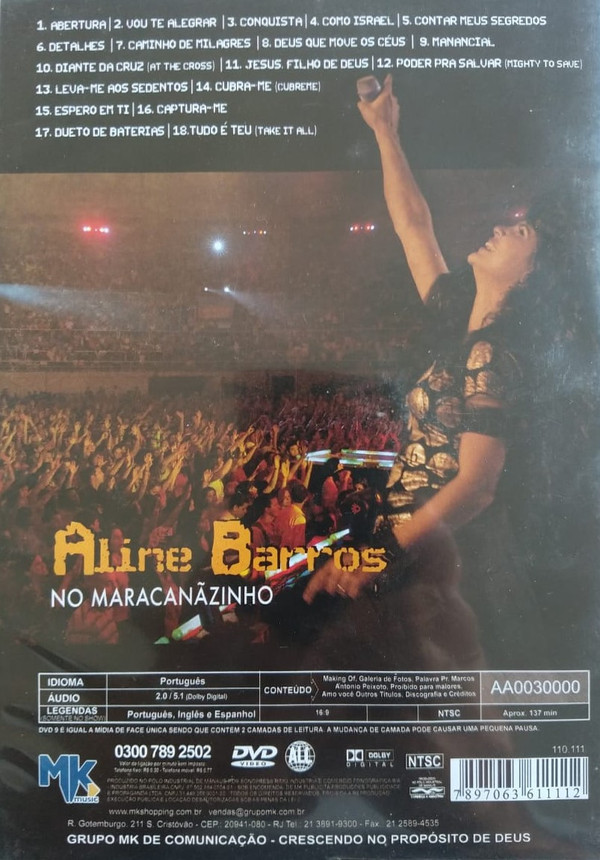 1. ABERTURA | 2. VOU TE ALEGRAR | 3. CONQUISTA | 4. COMO ISRAEL | 5. CONTAR MEUS SEGREDOS
6. DETALHES | 7. CAMINHO DE MILAGRES | 8. DEUS QUE MOVE OS CÉUS | 9. MANANCIAL
10. DIANTE DA CRUZ (AT THE CROSS) | 11. JESUS, FILHO DE DEUS | 12. PODER PRA SALVAR (MIGHTY TO SAVE)
13. LEVA-ME AOS SEDENTOS | 14. CUBRA-ME (CUBREME)
15. ESPERO EM TI | 16. CAPTURA-ME
17. DUETO DE BATERIAS | 18. TUDO É TEU (TAKE IT ALL)
Aline Barros
NO MARACANÃZINHO
IDIOMA Português
ÁUDIO 2.0 / 5.1 (Dolby Digital)
LEGENDAS (SOMENTE NO SHOW) Português, Inglês e Espanhol
CONTEÚDO
Making Of, Galeria de Fotos, Palavra Pr. Marcos
Antonio Peixoto, Proibido para maiores,
Amo você Outros Títulos, Discografia e Créditos
AA0030000
16:9 NTSC Aprox. 137 min
DVD 9 É IGUAL A MÍDIA DE FACE ÚNICA SENDO QUE CONTÉM 2 CAMADAS DE LEITURA. A MUDANÇA DE CAMADA PODE CAUSAR UMA PEQUENA PAUSA.
110.111
MK music
0300 789 2502
DVD VIDEO
ALL
DOLBY DIGITAL
NTSC
7 897063 611112
www.mkshopping.com.br vendas@grupomk.com.br
R. Gotemburgo. 211 S. Cristóvão - CEP.: 20941-080 - RJ Tel.: 21 3891-9300 - Fax.: 21 2589-4535
GRUPO MK DE COMUNICAÇÃO - CRESCENDO NO PROPÓSITO DE DEUS